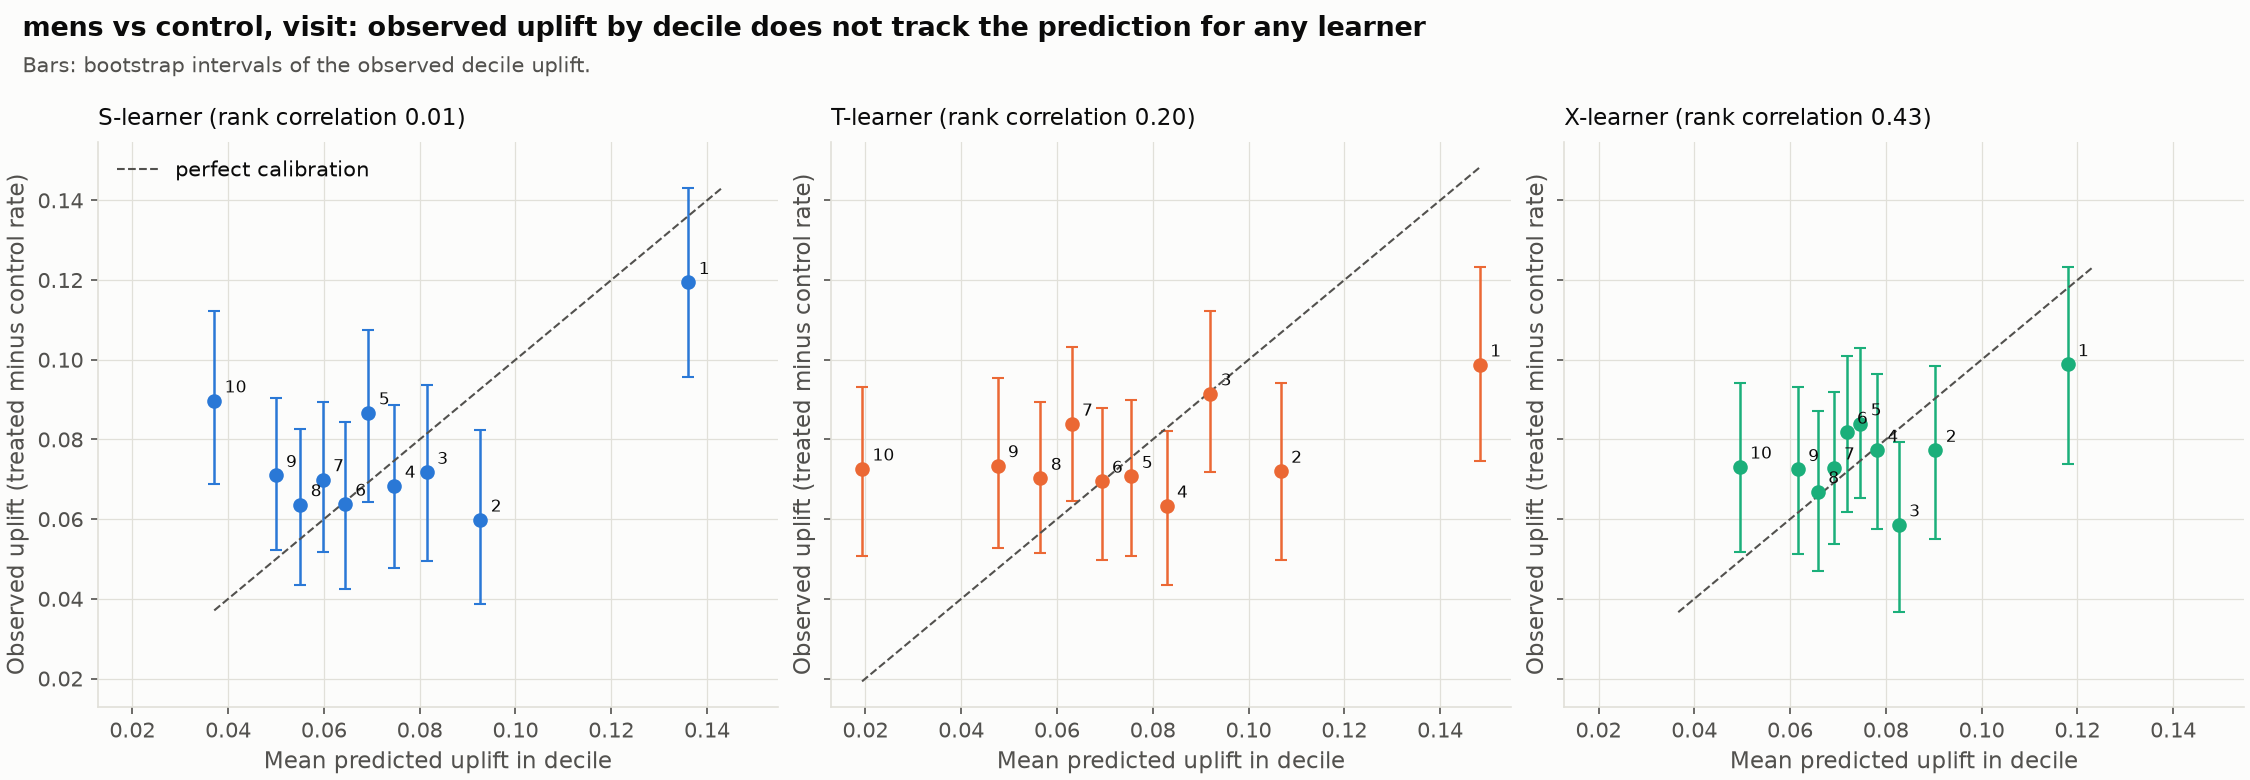 mens vs control, visit: observed uplift by decile does not track the prediction for any learner
Bars: bootstrap intervals of the observed decile uplift.
S-learner (rank correlation 0.01)
perfect calibration
Observed uplift (treated minus control rate)
0.14
0.12
0.10
0.08
0.06
0.04
0.02
10
9
8
7
6
5
4
3
2
1
0.02 0.04 0.06 0.08 0.10 0.12 0.14
Mean predicted uplift in decile
T-learner (rank correlation 0.20)
Observed uplift (treated minus control rate)
10
9
8
7
6
5
4
3
2
1
0.02 0.04 0.06 0.08 0.10 0.12 0.14
Mean predicted uplift in decile
X-learner (rank correlation 0.43)
Observed uplift (treated minus control rate)
10
9
8
7
6
5
4
3
2
1
0.02 0.04 0.06 0.08 0.10 0.12 0.14
Mean predicted uplift in decile